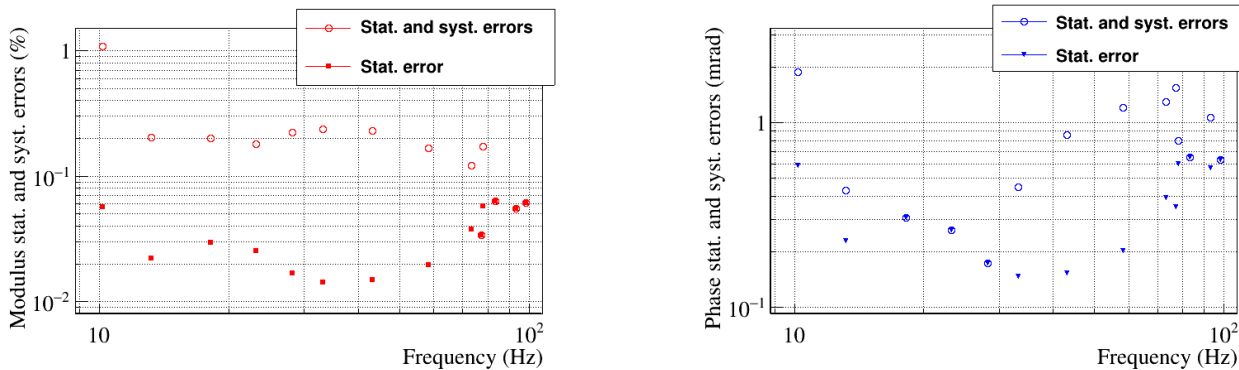 Modulus stat. and syst. errors (%)
Stat. and syst. errors
Stat. error
1
10⁻¹
10⁻²
10
10²
Frequency (Hz)
Phase stat. and syst. errors (mrad)
Stat. and syst. errors
Stat. error
1
10⁻¹
10
10²
Frequency (Hz)